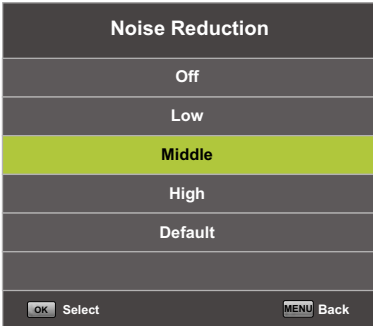 Noise Reduction
Off
Low
Middle
High
Default
OK Select MENU Back